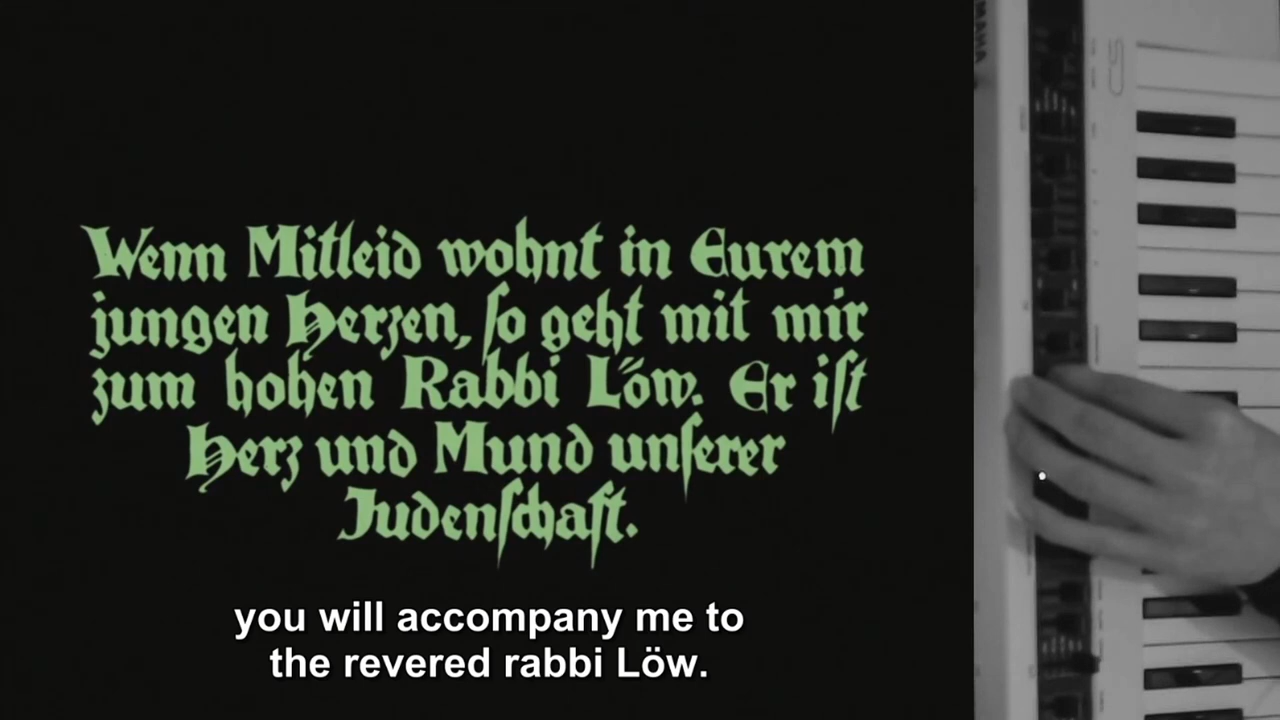 Wenn Mitleid wohnt in Eurem
jungen Herzen, so geht mit mir
zum hohen Rabbi Löw. Er ist
Herz und Mund unserer
Judenschaft.
you will accompany me to
the revered rabbi Löw.
CS